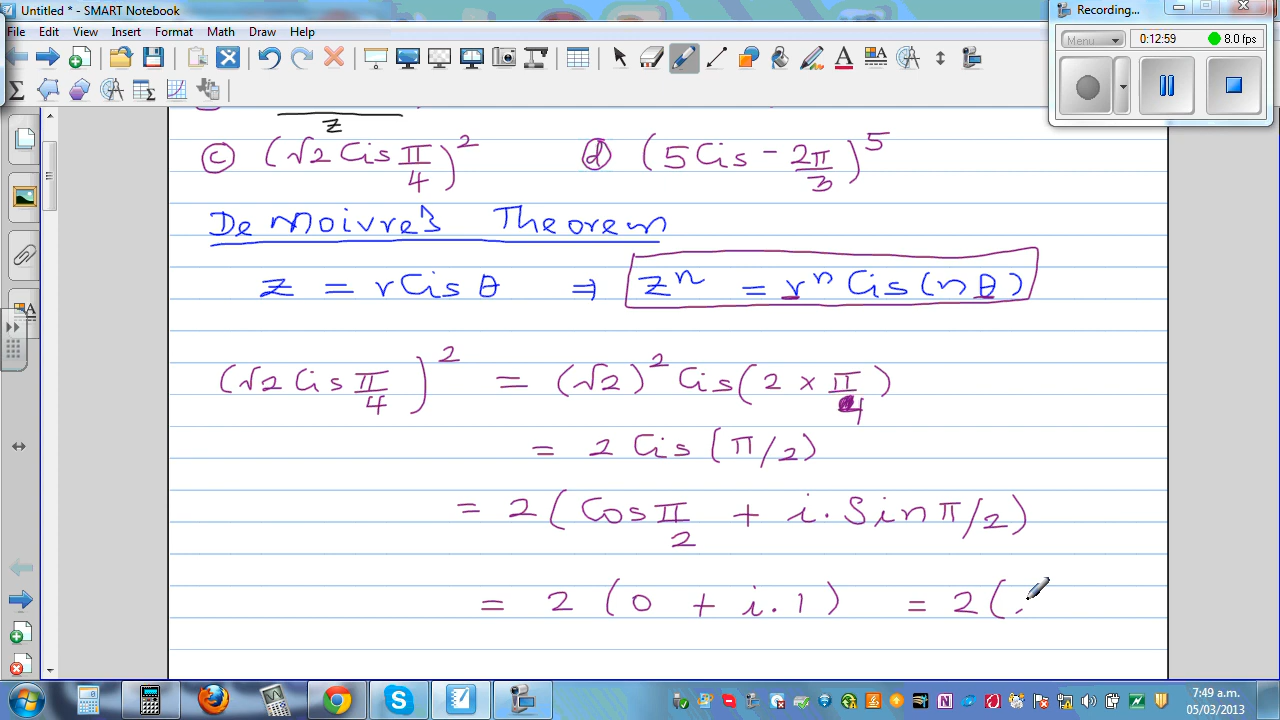 Untitled * - SMART Notebook
Recording...
File Edit View Insert Format Math Draw Help
Menu 0:12:59 8.0 fps
z
c (√2 Cis π/4)^2 d (5 Cis - 2π/3)^5
De Moivre's Theorem
z = r Cis θ ⇒ z^n = r^n Cis (n θ)
(√2 Cis π/4)^2 = (√2)^2 Cis (2 × π/4)
= 2 Cis (π/2)
= 2 (Cos π/2 + i. Sin π/2)
= 2 (0 + i. 1) = 2 (
7:49 a.m.
05/03/2013